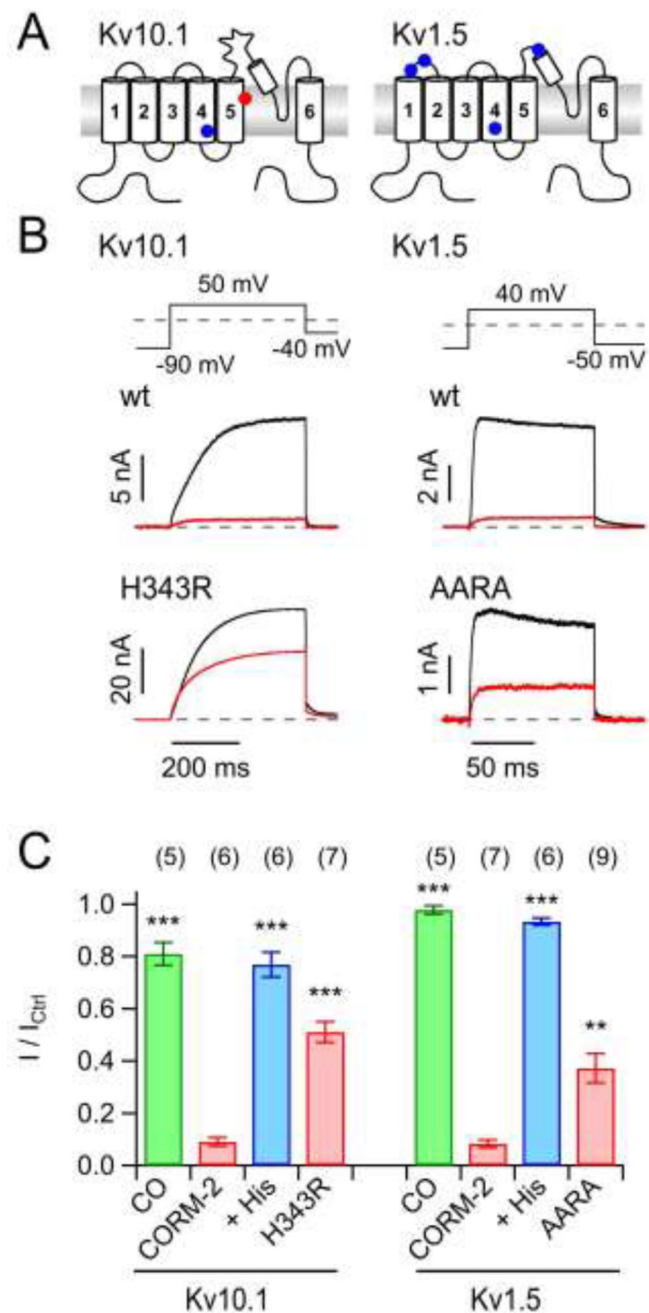 A
Kv10.1
Kv1.5
1 2 3 4 5 6
1 2 3 4 5 6
B
Kv10.1
Kv1.5
50 mV
-90 mV
-40 mV
40 mV
-50 mV
wt
5 nA
wt
2 nA
H343R
20 nA
200 ms
AARA
1 nA
50 ms
C
(5) (6) (6) (7) (5) (7) (6) (9)
*** *** *** *** *** **
I / ICtrl
1.0
0.8
0.6
0.4
0.2
0.0
CO
CORM-2
+ His
H343R
CO
CORM-2
+ His
AARA
Kv10.1
Kv1.5